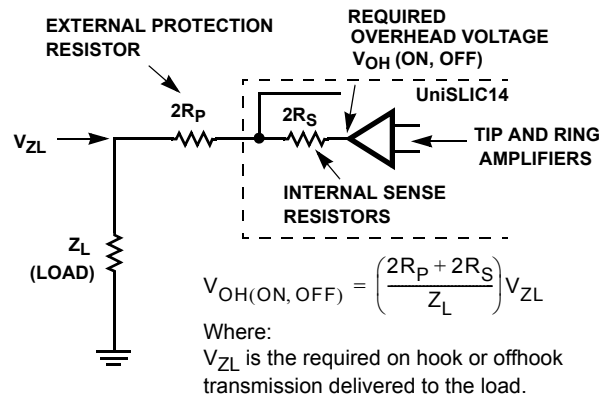 EXTERNAL PROTECTION
RESISTOR
REQUIRED
OVERHEAD VOLTAGE
VOH (ON, OFF)
UniSLIC14
2RP
2RS
VZL
TIP AND RING
AMPLIFIERS
INTERNAL SENSE
RESISTORS
ZL
(LOAD)
VOH(ON, OFF) = (2RP + 2RS / ZL) VZL
Where:
VZL is the required on hook or offhook
transmission delivered to the load.